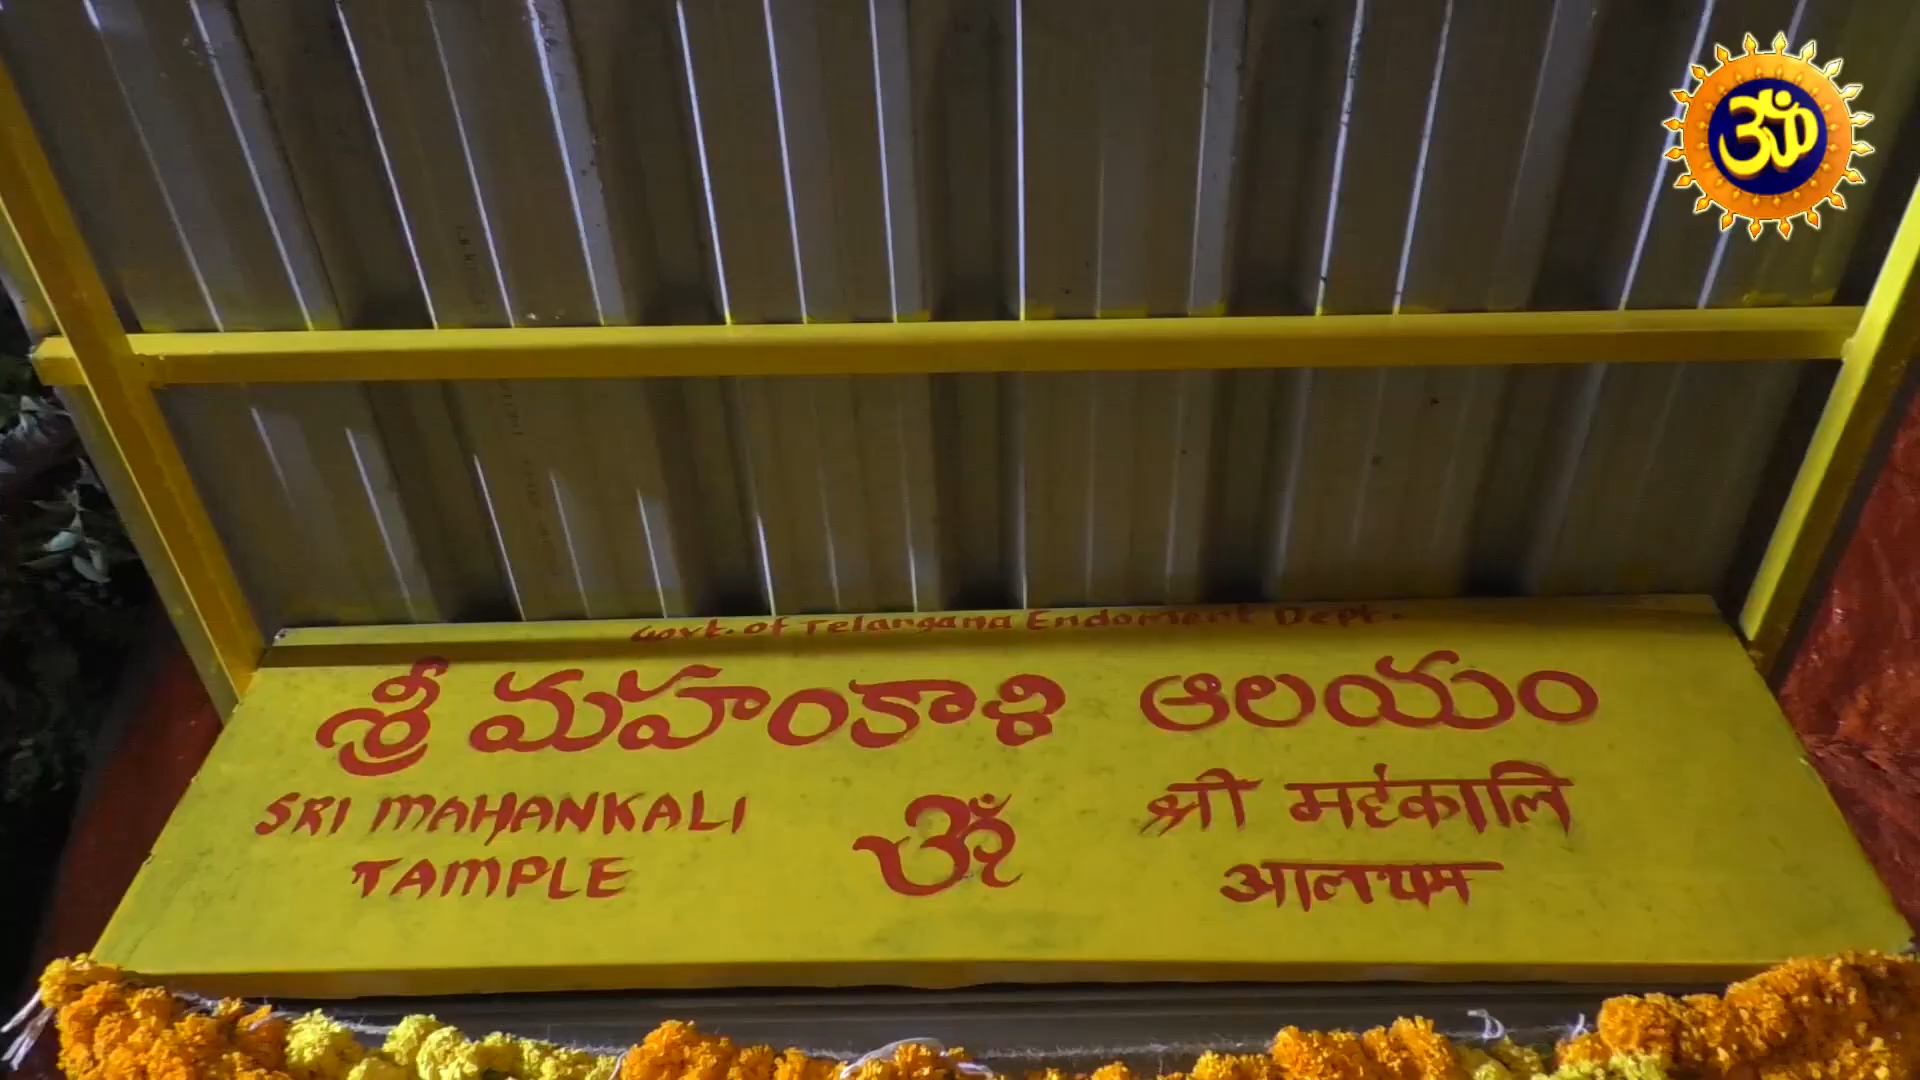 Govt. of Telangana Endoment Dept.
శ్రీ మహంకాళి ఆలయం
SRI MAHANKALI
TAMPLE
ॐ
श्री महंकालि
आलयम
ॐ